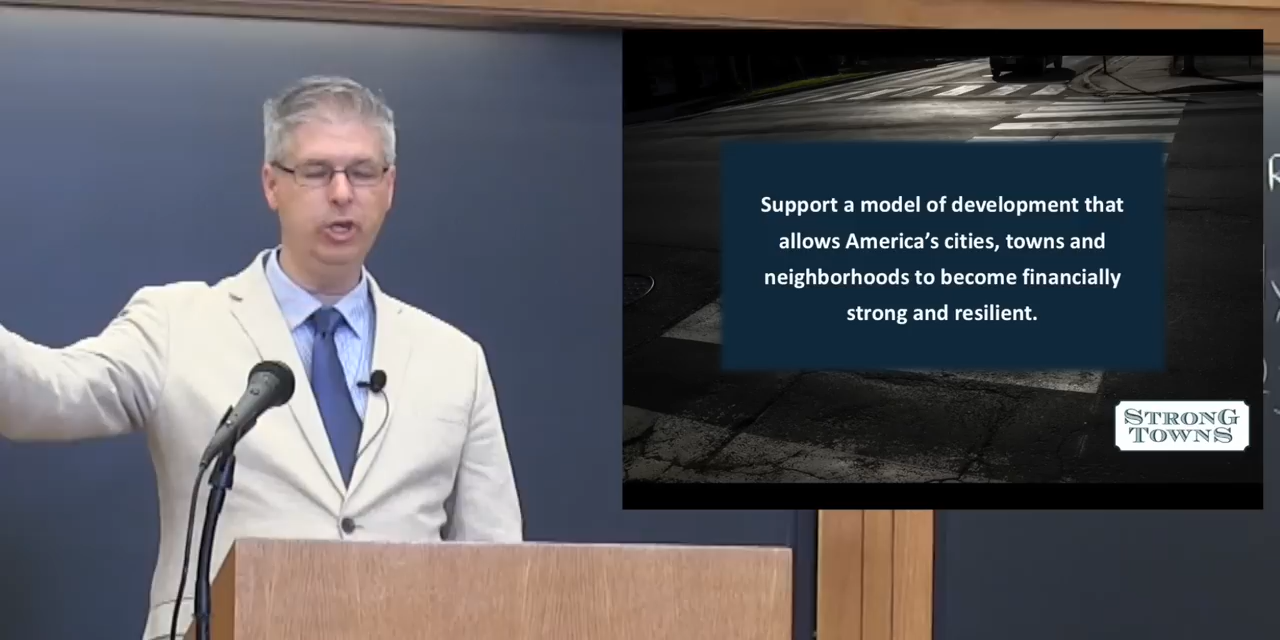 Support a model of development that
allows America’s cities, towns and
neighborhoods to become financially
strong and resilient.
STRONG
TOWNS